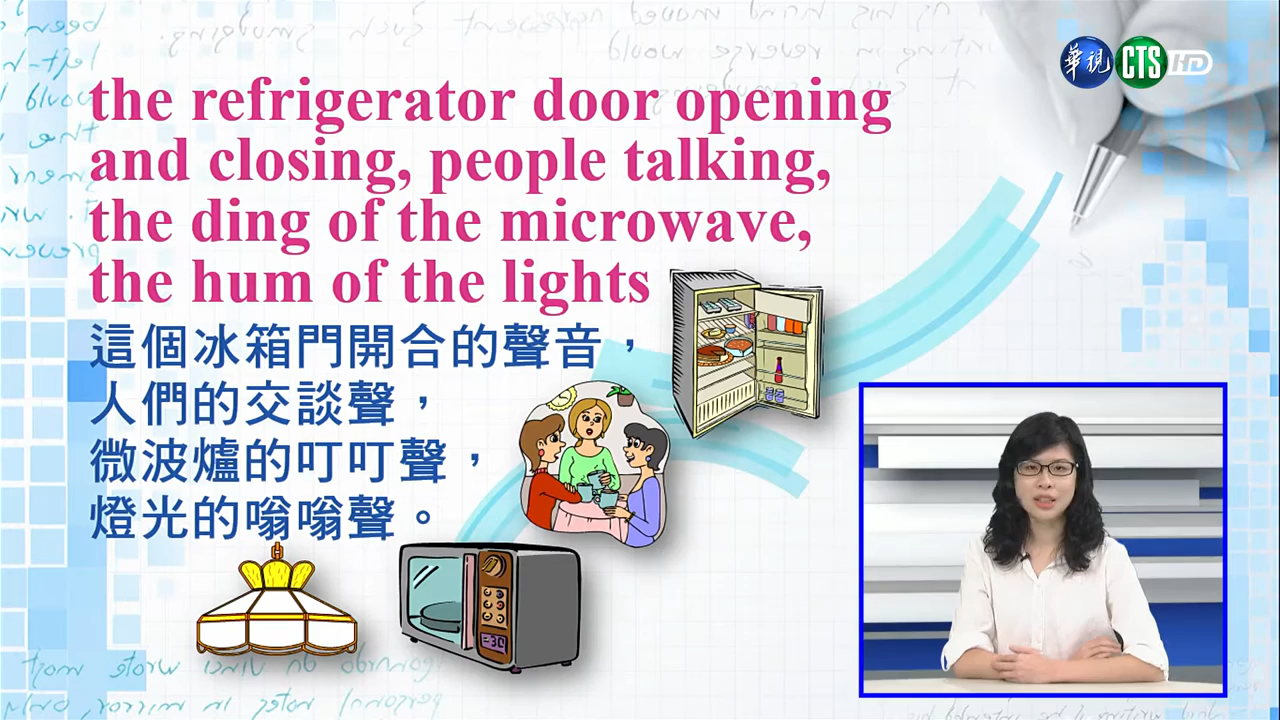 華視 CTS HD
the refrigerator door opening
and closing, people talking,
the ding of the microwave,
the hum of the lights
這個冰箱門開合的聲音，
人們的交談聲，
微波爐的叮叮聲，
燈光的嗡嗡聲。